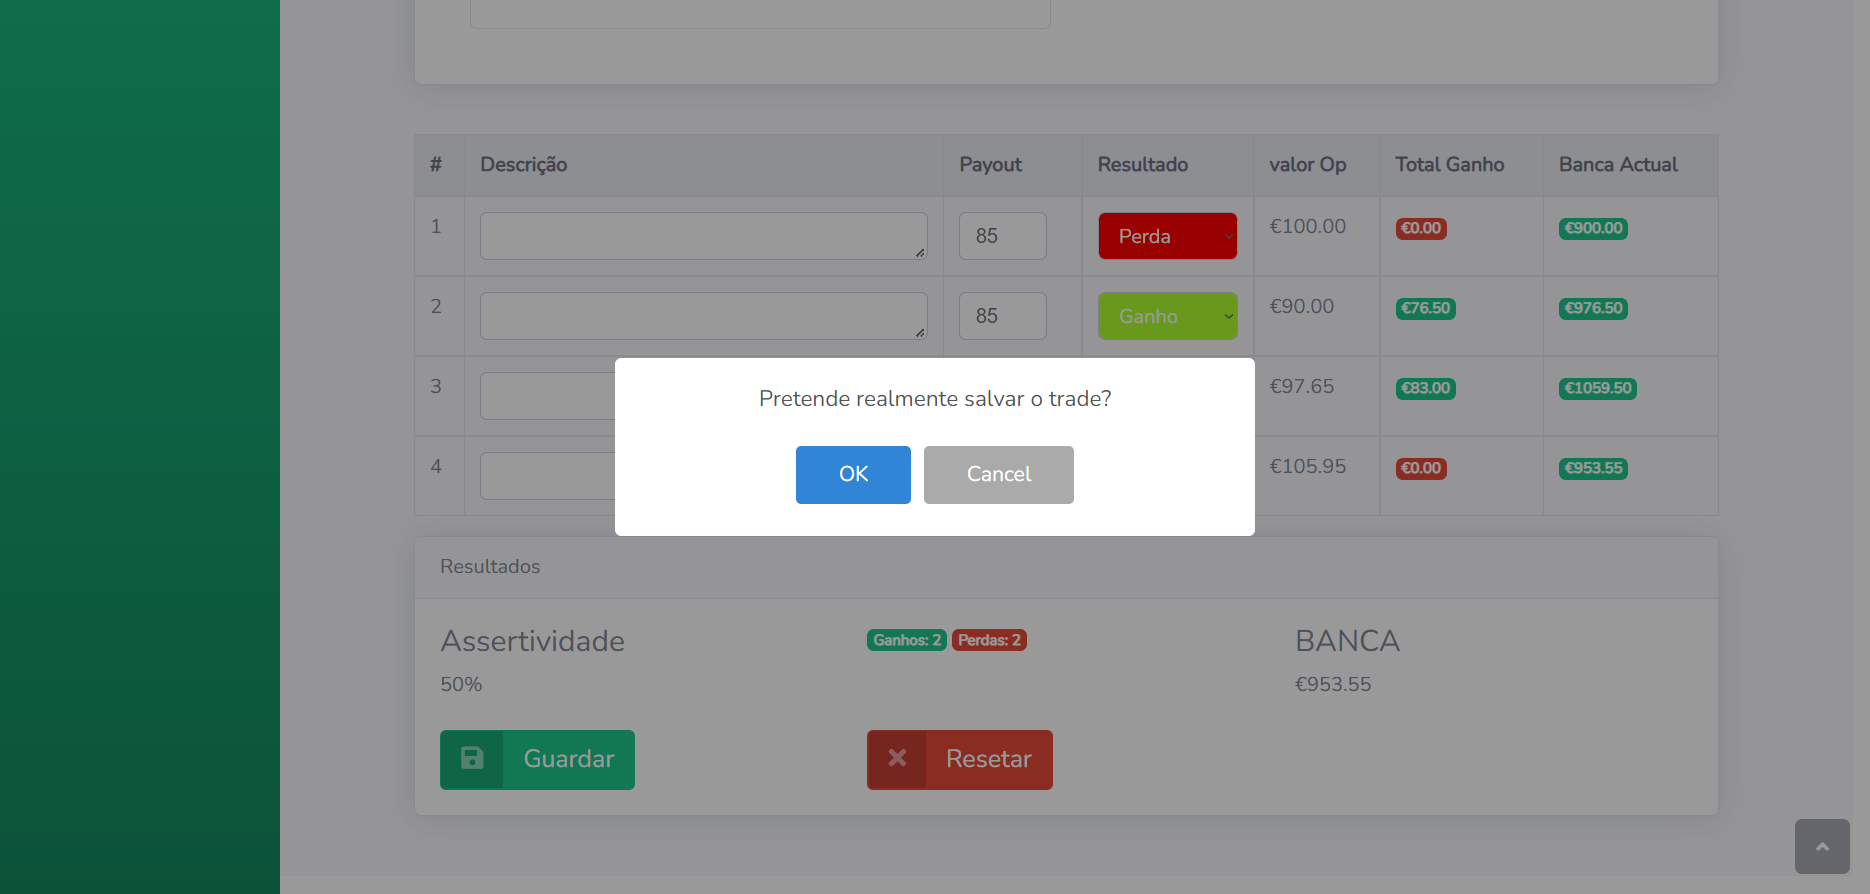 # Descrição Payout Resultado valor Op Total Ganho Banca Actual
1 85 Perda €100.00 €0.00 €900.00
2 85 Ganho €90.00 €76.50 €976.50
3 €97.65 €83.00 €1059.50
4 €105.95 €0.00 €953.55
Pretende realmente salvar o trade?
OK Cancel
Resultados
Assertividade Ganhos: 2 Perdas: 2 BANCA
50% €953.55
Guardar Resetar